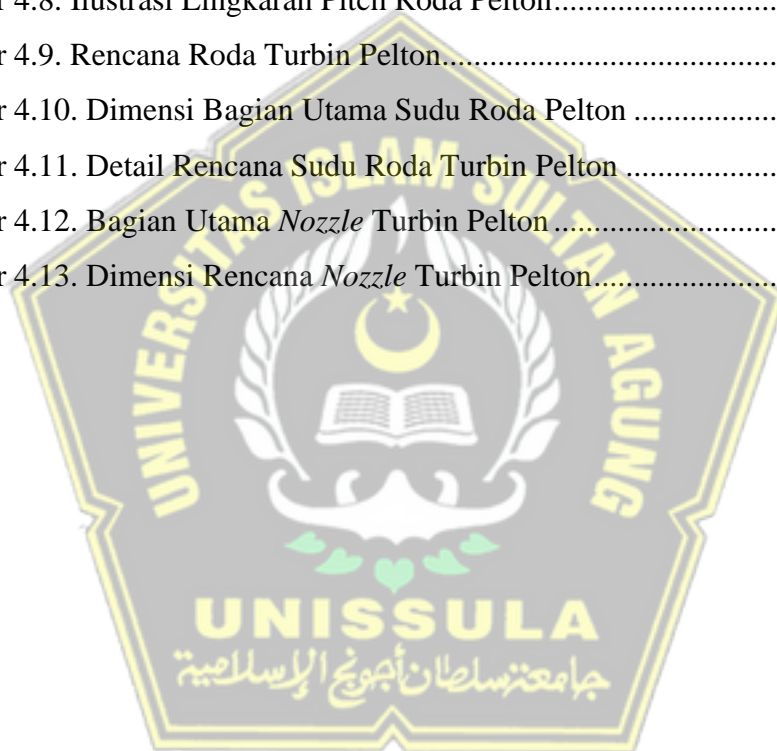 r 4.8. Ilustrasi Lingkaran Pitch Roda Pelton..............................
r 4.9. Rencana Roda Turbin Pelton..............................................
r 4.10. Dimensi Bagian Utama Sudu Roda Pelton ....................
r 4.11. Detail Rencana Sudu Roda Turbin Pelton .....................
r 4.12. Bagian Utama Nozzle Turbin Pelton ..............................
r 4.13. Dimensi Rencana Nozzle Turbin Pelton.........................
UNIVERSITAS ISLAM SULTAN AGUNG
UNISSULA
جامعتنسلطان أجونج الإسلامية